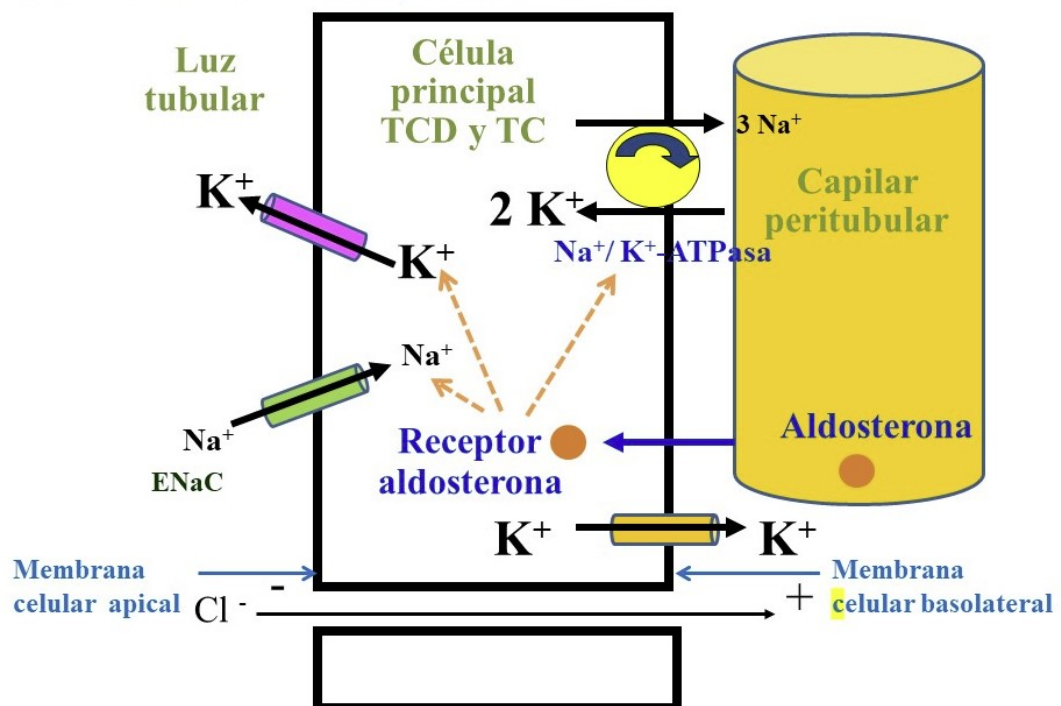 Luz
tubular
Célula
principal
TCD y TC
3 Na⁺
Capilar
peritubular
K⁺
K⁺
2 K⁺
Na⁺/ K⁺-ATPasa
Na⁺
Na⁺
ENaC
Receptor
aldosterona
Aldosterona
K⁺
K⁺
Membrana
celular apical
-
Cl⁻
+
Membrana
celular basolateral